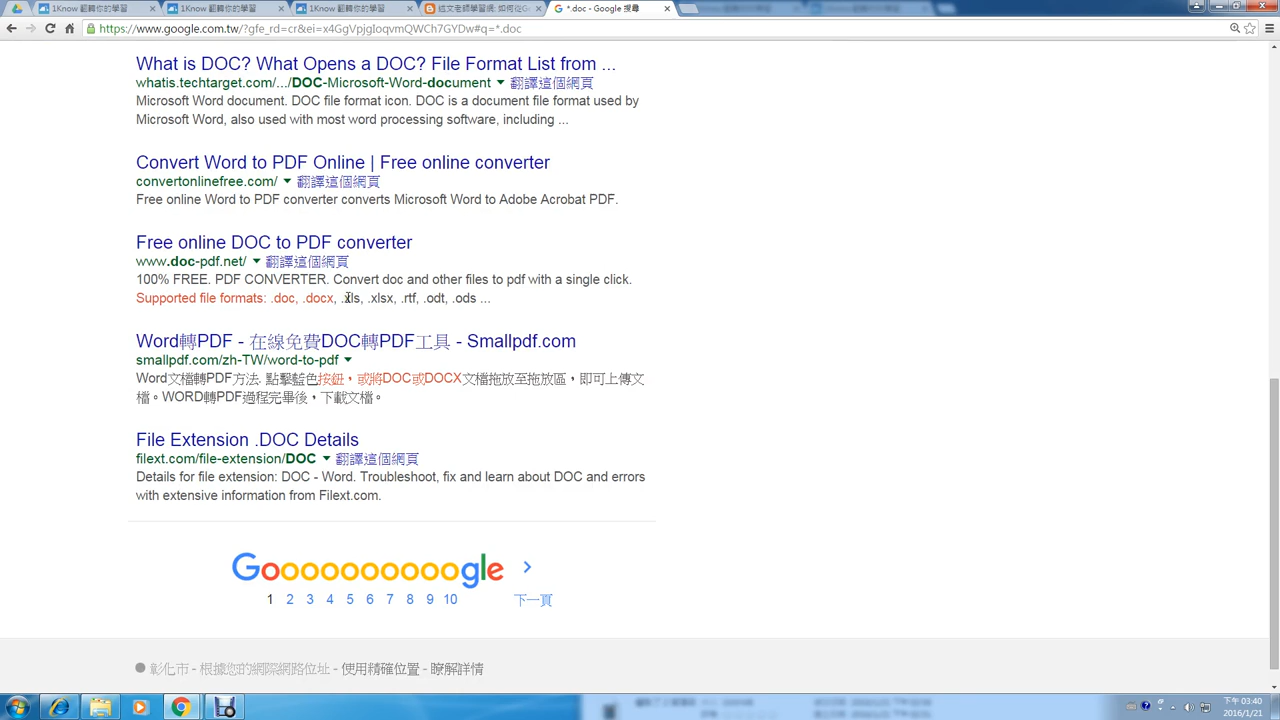 1Know 翻轉你的學習
1Know 翻轉你的學習
1Know 翻轉你的學習
*.doc - Google 搜尋
https://www.google.com.tw/?gfe_rd=cr&ei=x4GgVpjgIoqvmQWCh7GYDw#q=*.doc
What is DOC? What Opens a DOC? File Format List from ...
whatis.techtarget.com/.../DOC-Microsoft-Word-document ▼ 翻譯這個網頁
Microsoft Word document. DOC file format icon. DOC is a document file format used by
Microsoft Word, also used with most word processing software, including ...
Convert Word to PDF Online | Free online converter
convertonlinefree.com/ ▼ 翻譯這個網頁
Free online Word to PDF converter converts Microsoft Word to Adobe Acrobat PDF.
Free online DOC to PDF converter
www.doc-pdf.net/ ▼ 翻譯這個網頁
100% FREE. PDF CONVERTER. Convert doc and other files to pdf with a single click.
Supported file formats: .doc, .docx, .xls, .xlsx, .rtf, .odt, .ods ...
Word轉PDF - 在線免費DOC轉PDF工具 - Smallpdf.com
smallpdf.com/zh-TW/word-to-pdf ▼
Word文檔轉PDF方法. 點擊藍色按鈕，或將DOC或DOCX文檔拖放至拖放區，即可上傳文
檔。WORD轉PDF過程完畢後，下載文檔。
File Extension .DOC Details
filext.com/file-extension/DOC ▼ 翻譯這個網頁
Details for file extension: DOC - Word. Troubleshoot, fix and learn about DOC and errors
with extensive information from Filext.com.
Goooooooooogle
1 2 3 4 5 6 7 8 9 10 下一頁
彰化市 - 根據您的網際網路位址 - 使用精確位置 - 瞭解詳情
下午 03:40
2016/1/21